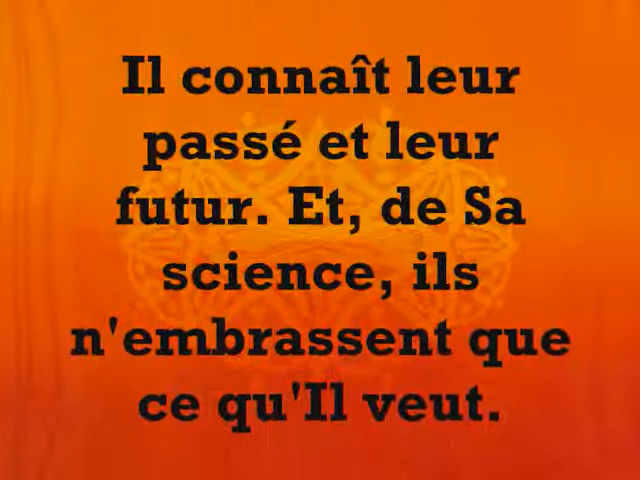 Il connaît leur
passé et leur
futur. Et, de Sa
science, ils
n'embrassent que
ce qu'Il veut.